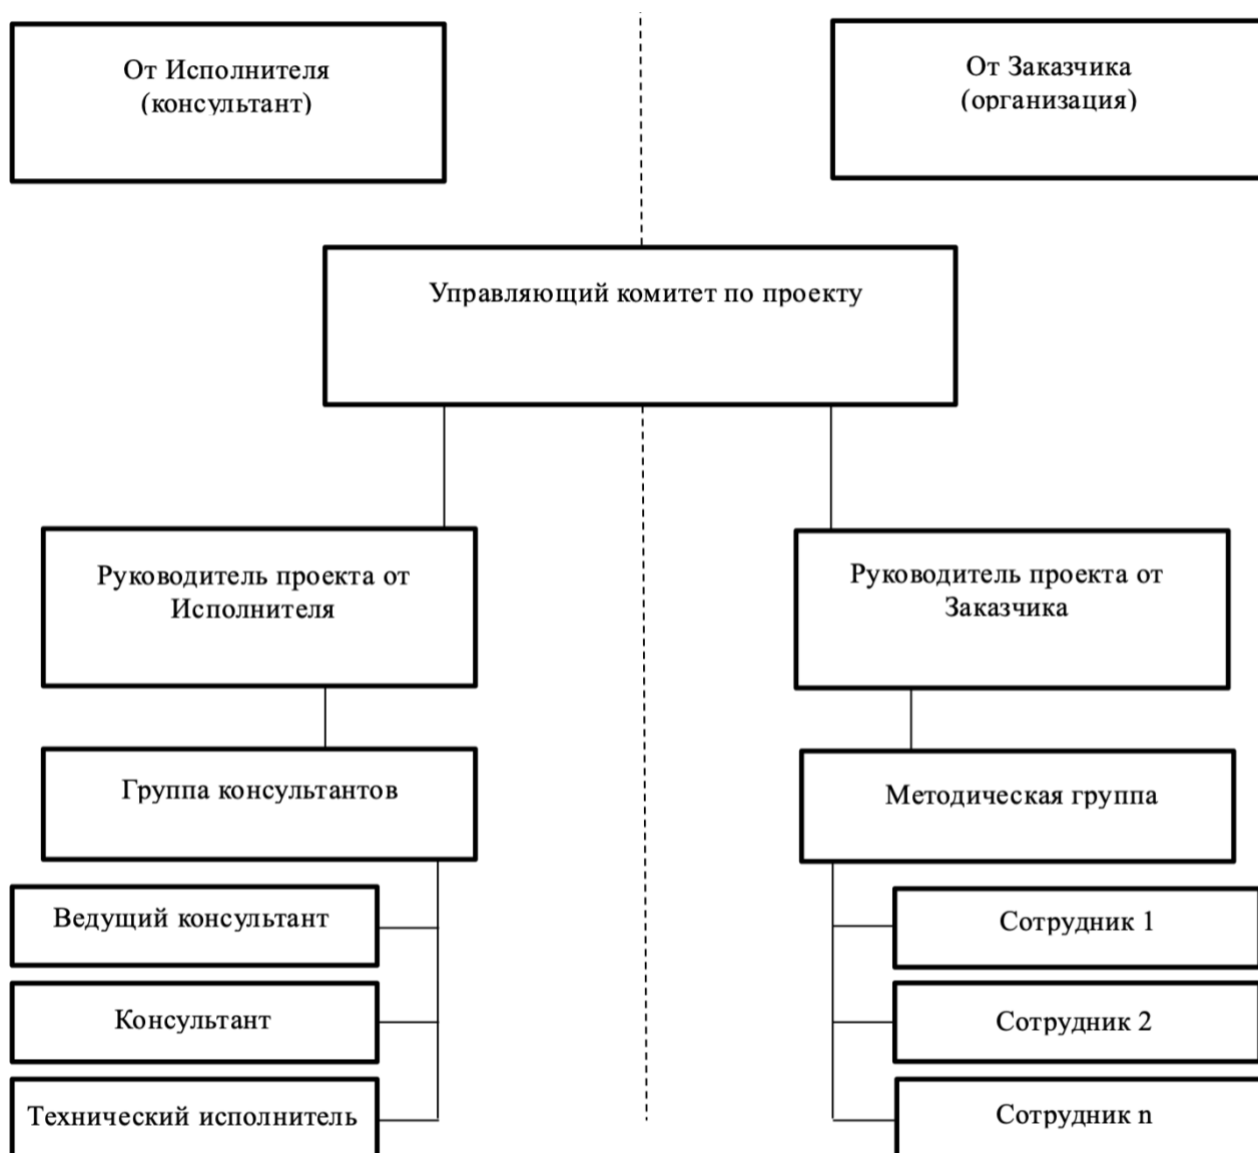 От Исполнителя
(консультант)
От Заказчика
(организация)
Управляющий комитет по проекту
Руководитель проекта от
Исполнителя
Руководитель проекта от
Заказчика
Группа консультантов
Методическая группа
Ведущий консультант
Сотрудник 1
Консультант
Сотрудник 2
Технический исполнитель
Сотрудник n